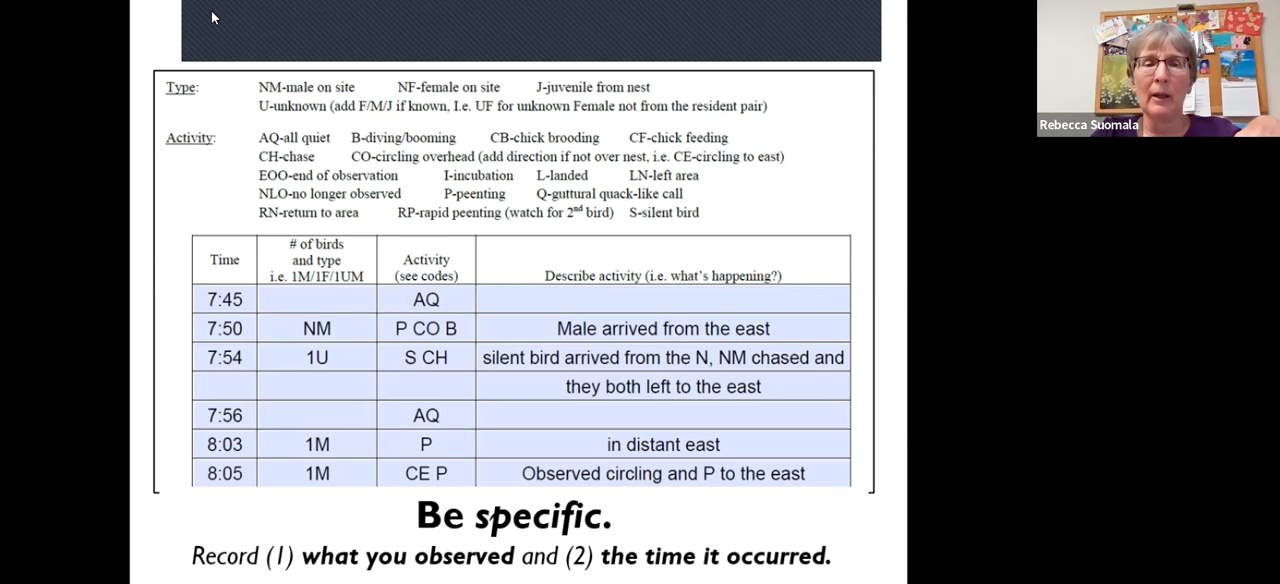 Type: NM-male on site NF-female on site J-juvenile from nest
U-unknown (add F/M/J if known, I.e. UF for unknown Female not from the resident pair)
Activity: AQ-all quiet B-diving/booming CB-chick brooding CF-chick feeding
CH-chase CO-circling overhead (add direction if not over nest, i.e. CE-circling to east)
EOO-end of observation I-incubation L-landed LN-left area
NLO-no longer observed P-peenting Q-guttural quack-like call
RN-return to area RP-rapid peenting (watch for 2nd bird) S-silent bird
Time # of birds and type i.e. 1M/1F/1UM Activity (see codes) Describe activity (i.e. what's happening?)
7:45 AQ
7:50 NM P CO B Male arrived from the east
7:54 1U S CH silent bird arrived from the N, NM chased and
they both left to the east
7:56 AQ
8:03 1M P in distant east
8:05 1M CE P Observed circling and P to the east
Be specific.
Record (1) what you observed and (2) the time it occurred.
Rebecca Suomala